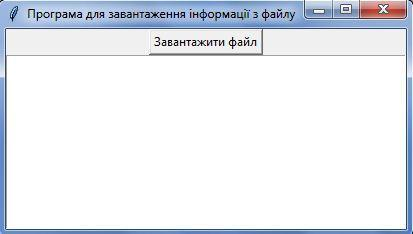 Програма для завантаження інформації з файлу
Завантажити файл